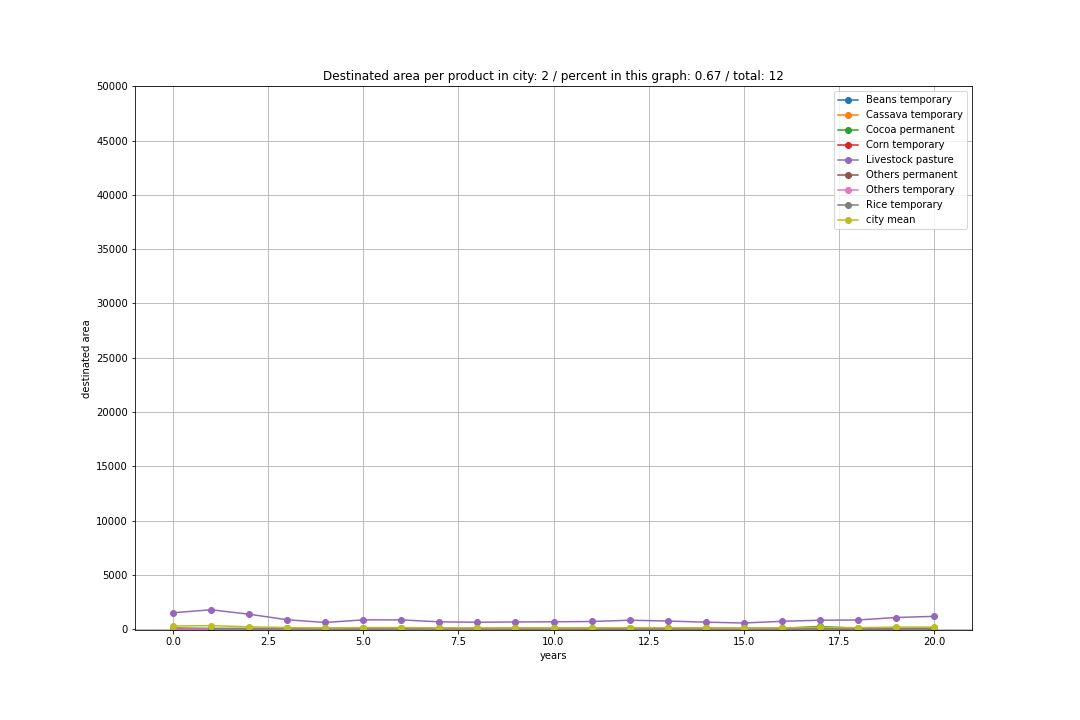 Destinated area per product in city: 2 / percent in this graph: 0.67 / total: 12
50000
45000
40000
35000
30000
25000
20000
15000
10000
5000
0
destinated area
Beans temporary
Cassava temporary
Cocoa permanent
Corn temporary
Livestock pasture
Others permanent
Others temporary
Rice temporary
city mean
0.0 2.5 5.0 7.5 10.0 12.5 15.0 17.5 20.0
years